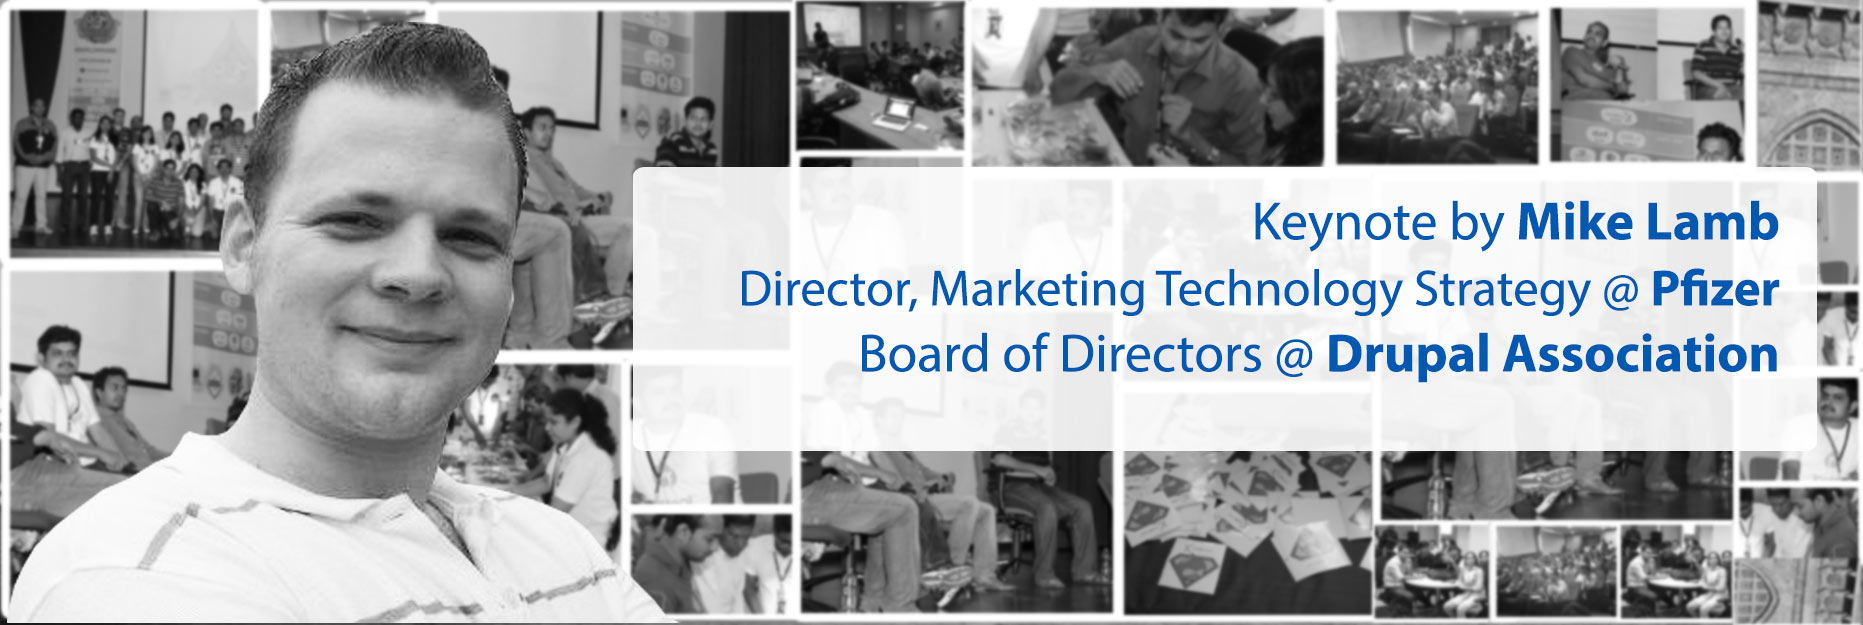 Keynote by Mike Lamb
Director, Marketing Technology Strategy @ Pfizer
Board of Directors @ Drupal Association